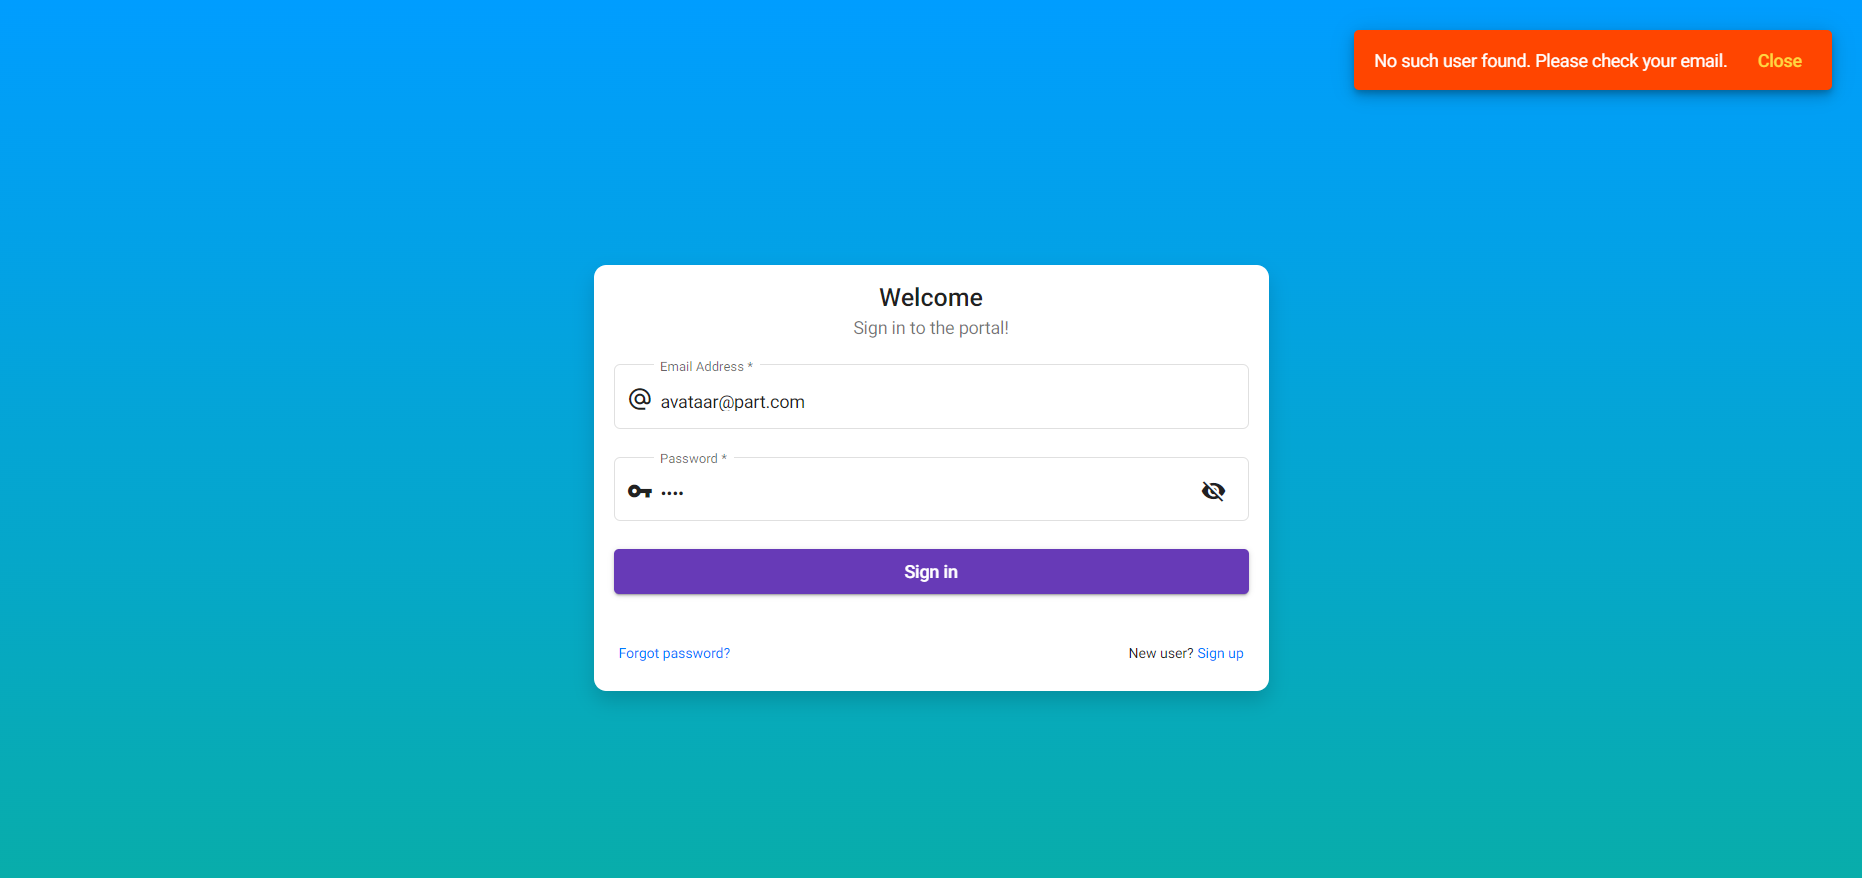 No such user found. Please check your email. Close
Welcome
Sign in to the portal!
Email Address *
avataar@part.com
Password *
••••
Sign in
Forgot password? New user? Sign up